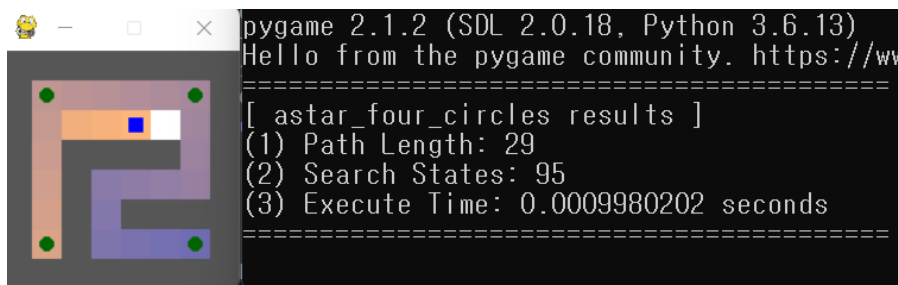 pygame 2.1.2 (SDL 2.0.18, Python 3.6.13)
Hello from the pygame community. https://ww
==========================================
[ astar_four_circles results ]
(1) Path Length: 29
(2) Search States: 95
(3) Execute Time: 0.0009980202 seconds
==========================================